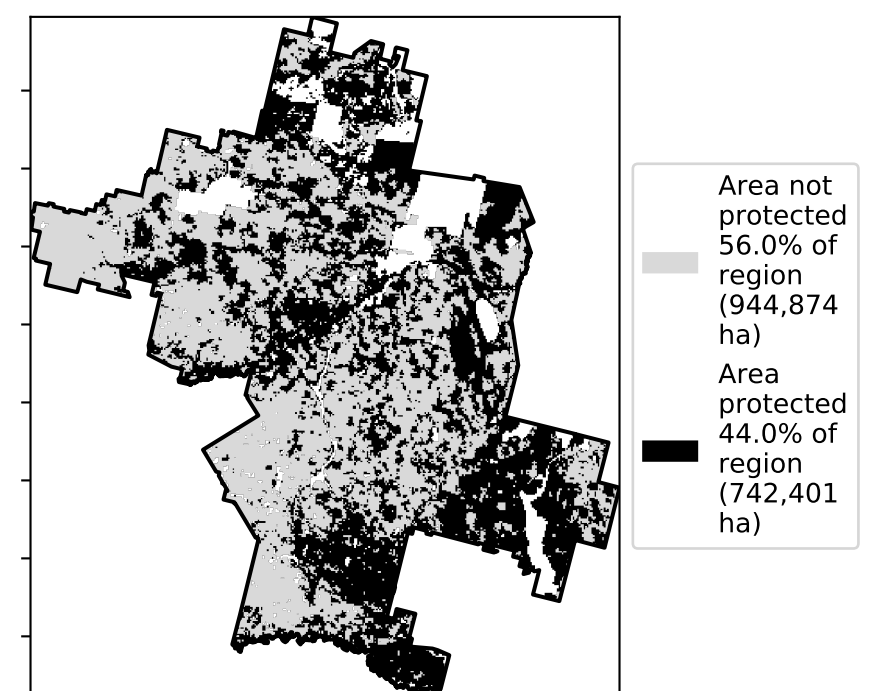 Area not
protected
56.0% of
region
(944,874
ha)
Area
protected
44.0% of
region
(742,401
ha)